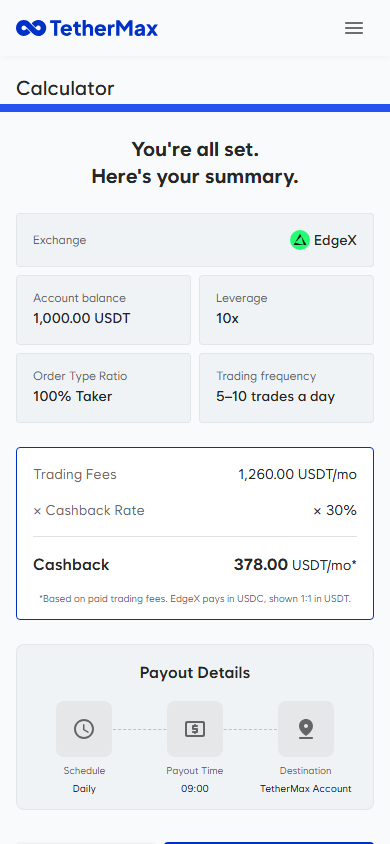 TetherMax
Calculator
You're all set.
Here's your summary.
Exchange
EdgeX
Account balance
1,000.00 USDT
Leverage
10x
Order Type Ratio
100% Taker
Trading frequency
5–10 trades a day
Trading Fees
1,260.00 USDT/mo
× Cashback Rate
× 30%
Cashback
378.00 USDT/mo*
*Based on paid trading fees. EdgeX pays in USDC, shown 1:1 in USDT.
Payout Details
Schedule
Daily
Payout Time
09:00
Destination
TetherMax Account